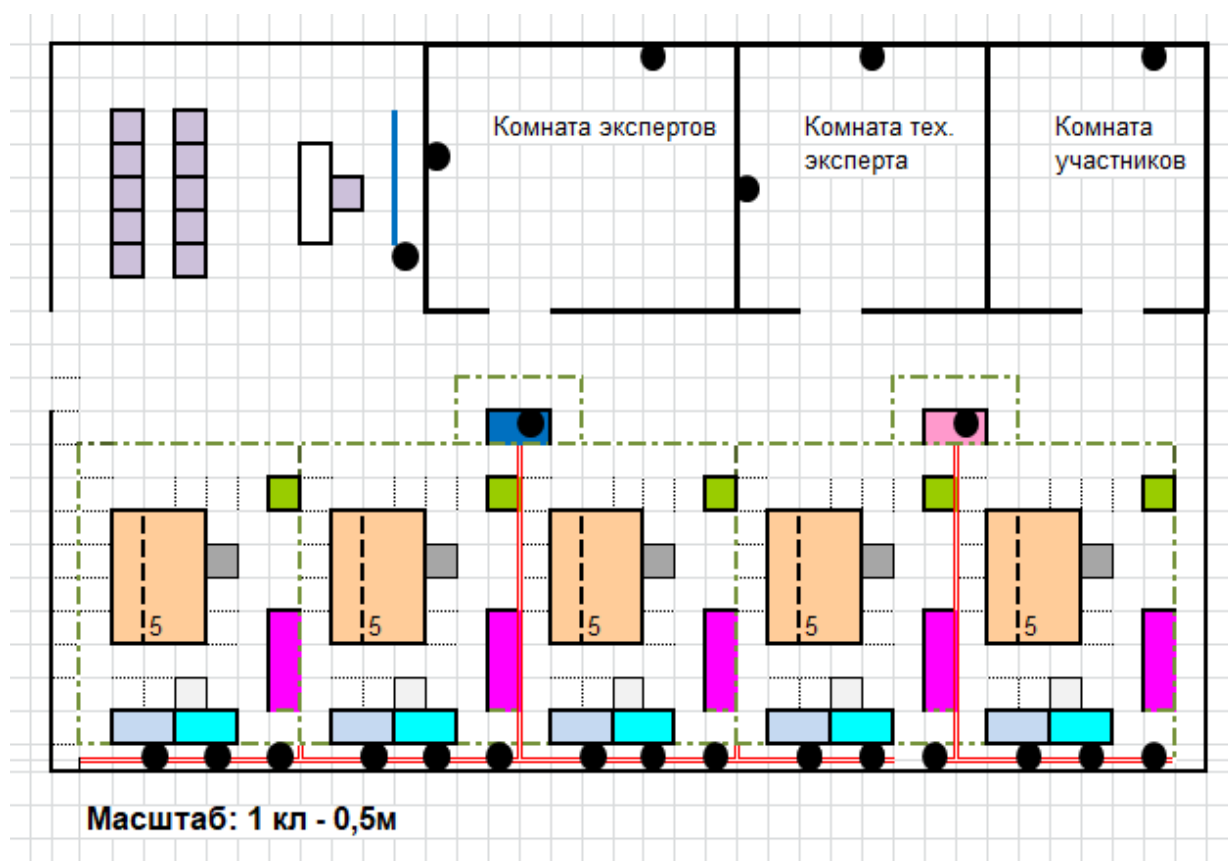 Комната экспертов
Комната тех.
эксперта
Комната
участников
5
5
5
5
5
Масштаб: 1 кл - 0,5м